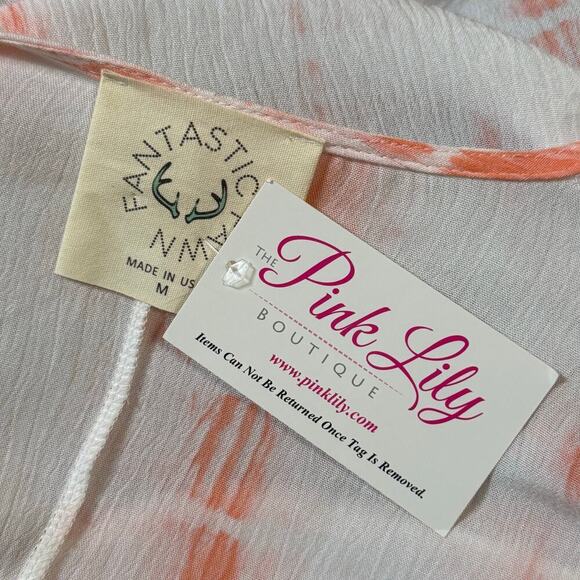 FANTASTIC FAWN
MADE IN US
M
THE
Pink Lily
BOUTIQUE
www.pinklily.com
Items Can Not Be Returned Once Tag Is Removed.